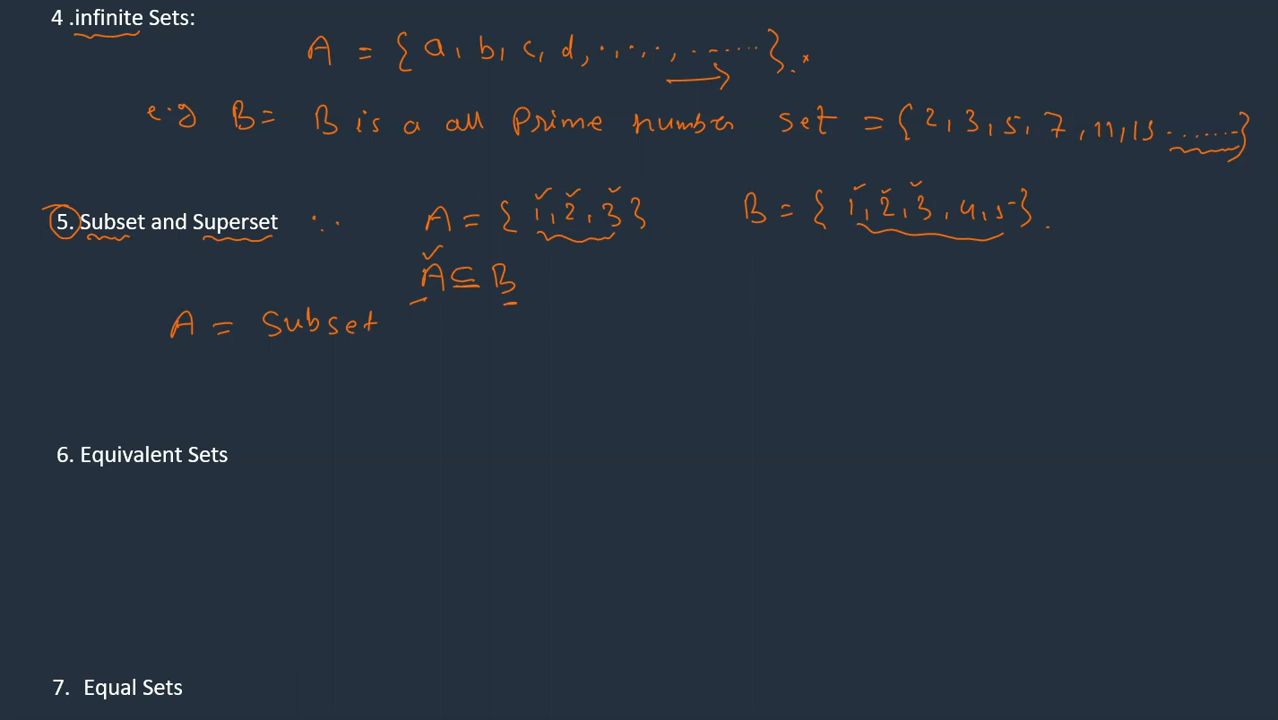 4 .infinite Sets:
A = {a, b, c, d, ., ., ., .......}.
e.g B = B is a all Prime number set = {2, 3, 5, 7, 11, 13 .......}
5. Subset and Superset : A = {1, 2, 3} B = {1, 2, 3, 4, 5}.
A ⊆ B
A = Subset
6. Equivalent Sets
7. Equal Sets